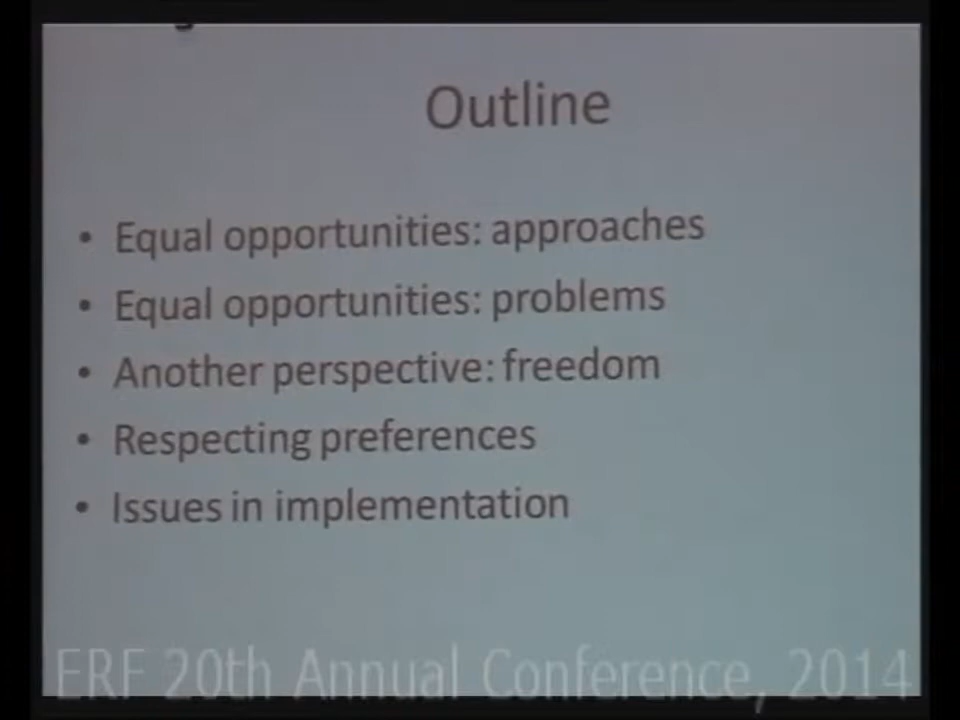 Outline
• Equal opportunities: approaches
• Equal opportunities: problems
• Another perspective: freedom
• Respecting preferences
• Issues in implementation
ERF 20th Annual Conference, 2014